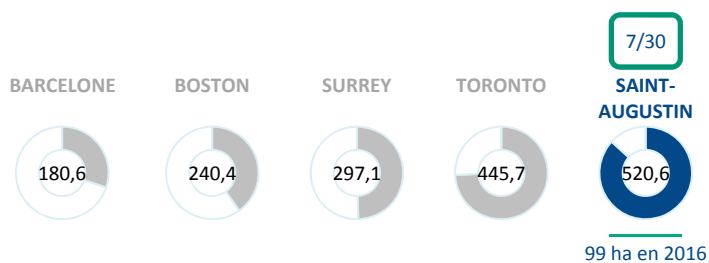 7/30
BARCELONE
BOSTON
SURREY
TORONTO
SAINT-
AUGUSTIN
180,6
240,4
297,1
445,7
520,6
99 ha en 2016